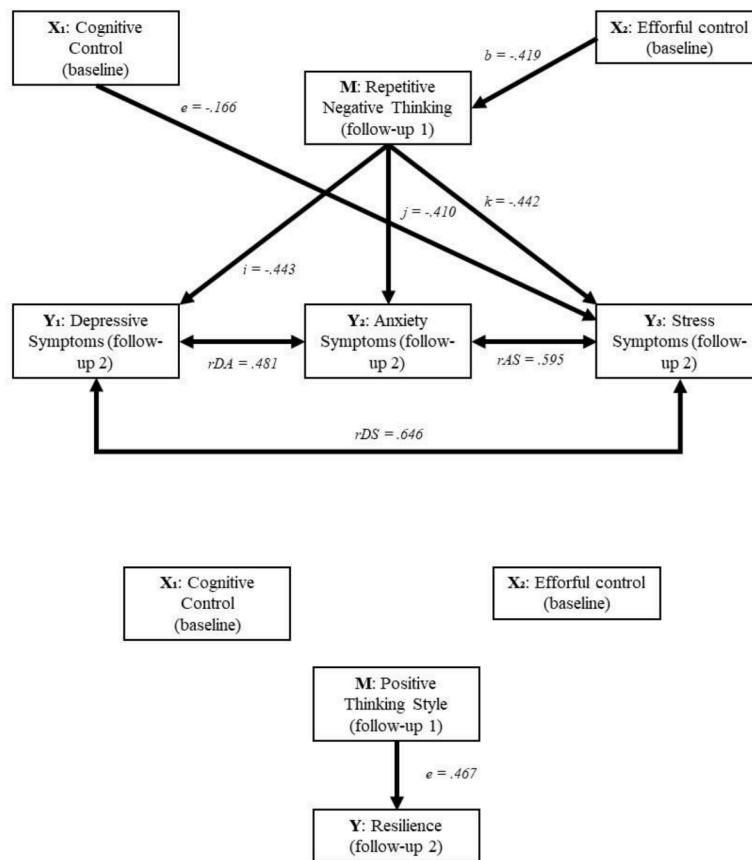 X₁: Cognitive
Control
(baseline)
X₂: Efforful control
(baseline)
b = -.419
M: Repetitive
Negative Thinking
(follow-up 1)
e = -.166
k = -.442
j = -.410
i = -.443
Y₁: Depressive
Symptoms (follow-
up 2)
rDA = .481
Y₂: Anxiety
Symptoms (follow-
up 2)
rAS = .595
Y₃: Stress
Symptoms (follow-
up 2)
rDS = .646
X₁: Cognitive
Control
(baseline)
X₂: Efforful control
(baseline)
M: Positive
Thinking Style
(follow-up 1)
e = .467
Y: Resilience
(follow-up 2)